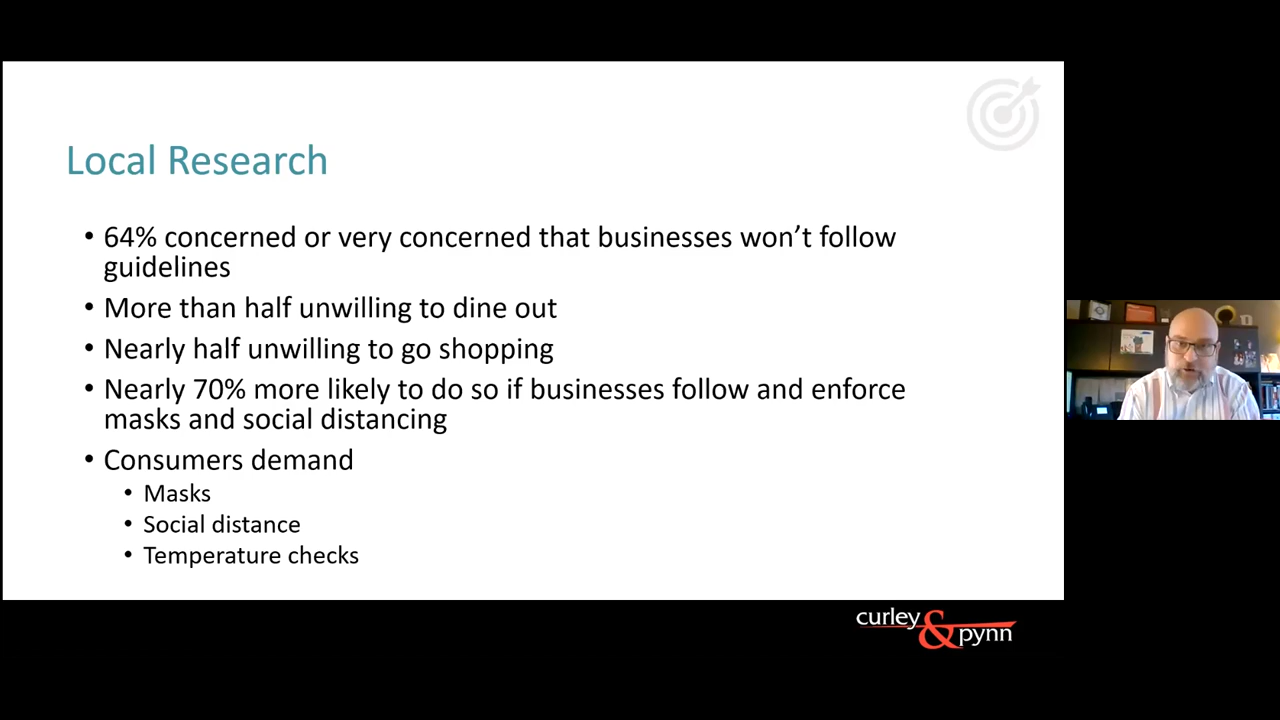 Local Research
• 64% concerned or very concerned that businesses won't follow
guidelines
• More than half unwilling to dine out
• Nearly half unwilling to go shopping
• Nearly 70% more likely to do so if businesses follow and enforce
masks and social distancing
• Consumers demand
• Masks
• Social distance
• Temperature checks
curley & pynn